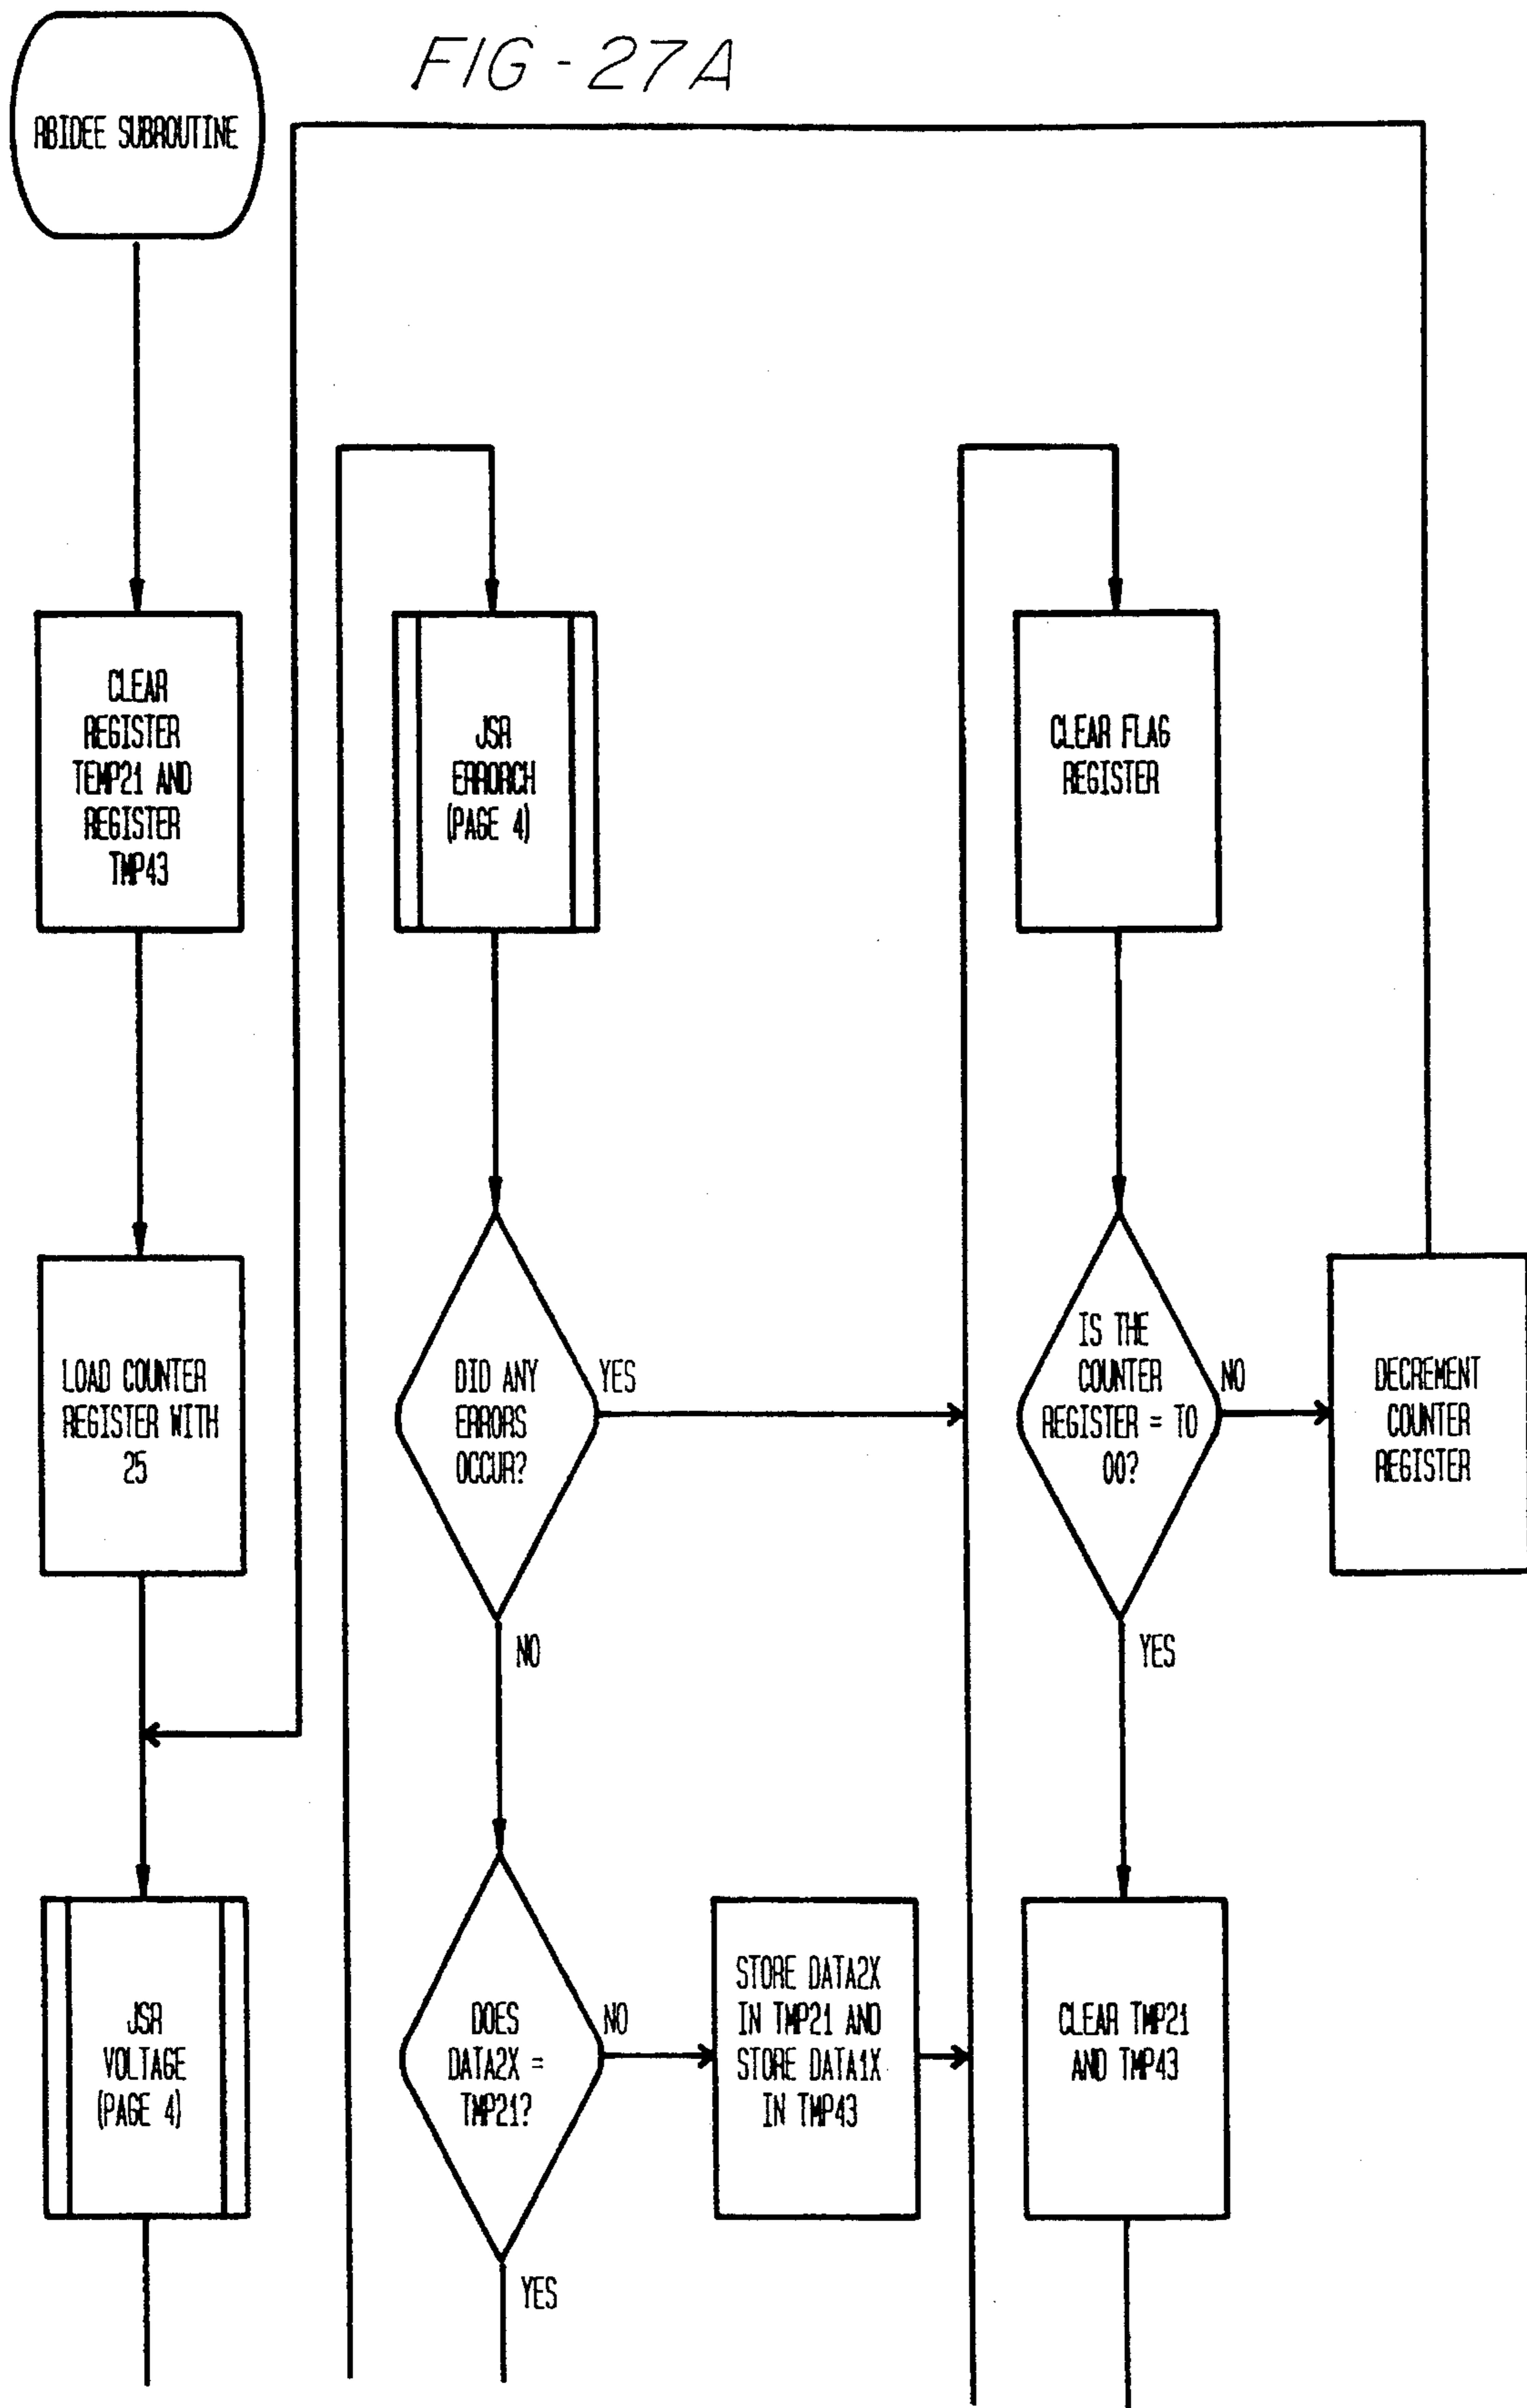 FIG-27A
RBIDEE SUBROUTINE
CLEAR
REGISTER
TEMP21 AND
REGISTER
TMP43
LOAD COUNTER
REGISTER WITH
25
JSR
VOLTAGE
(PAGE 4)
JSR
ERRORCH
(PAGE 4)
DID ANY
ERRORS
OCCUR?
YES
NO
DOES
DATA2X =
TMP21?
NO
YES
STORE DATA2X
IN TMP21 AND
STORE DATA1X
IN TMP43
CLEAR FLAG
REGISTER
IS THE
COUNTER
REGISTER = TO
00?
NO
YES
DECREMENT
COUNTER
REGISTER
CLEAR TMP21
AND TMP43